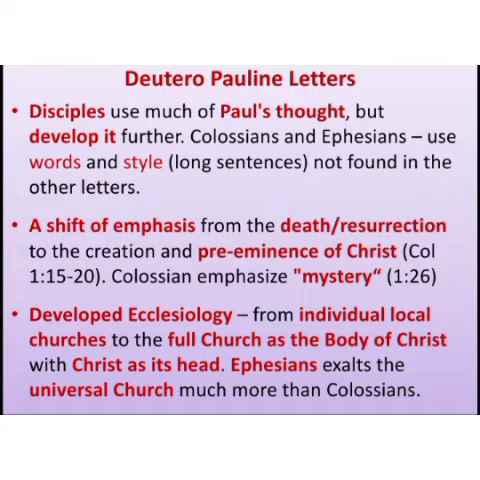 Deutero Pauline Letters
• Disciples use much of Paul's thought, but
develop it further. Colossians and Ephesians – use
words and style (long sentences) not found in the
other letters.
• A shift of emphasis from the death/resurrection
to the creation and pre-eminence of Christ (Col
1:15-20). Colossian emphasize "mystery“ (1:26)
• Developed Ecclesiology – from individual local
churches to the full Church as the Body of Christ
with Christ as its head. Ephesians exalts the
universal Church much more than Colossians.